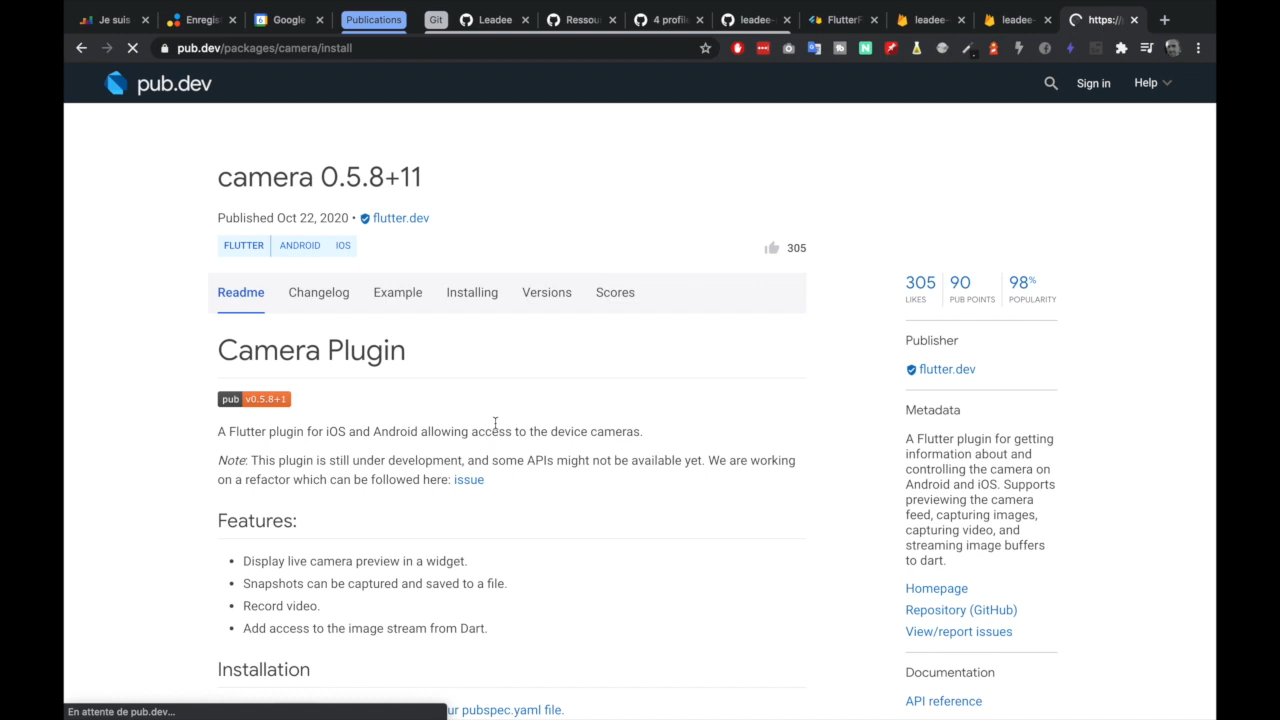 Je suis
Enregist
Google
Publications
Git
Leadee
Ressou
4 profile
leadee-
FlutterF
leadee-
leadee-
https:/
pub.dev/packages/camera/install
pub.dev
Sign in
Help
camera 0.5.8+11
Published Oct 22, 2020 • flutter.dev
FLUTTER ANDROID IOS
305
Readme Changelog Example Installing Versions Scores
Camera Plugin
pub v0.5.8+1
A Flutter plugin for iOS and Android allowing access to the device cameras.
Note: This plugin is still under development, and some APIs might not be available yet. We are working
on a refactor which can be followed here: issue
Features:
• Display live camera preview in a widget.
• Snapshots can be captured and saved to a file.
• Record video.
• Add access to the image stream from Dart.
Installation
ur pubspec.yaml file.
305 90 98%
LIKES PUB POINTS POPULARITY
Publisher
flutter.dev
Metadata
A Flutter plugin for getting
information about and
controlling the camera on
Android and iOS. Supports
previewing the camera
feed, capturing images,
capturing video, and
streaming image buffers
to dart.
Homepage
Repository (GitHub)
View/report issues
Documentation
API reference
En attente de pub.dev...